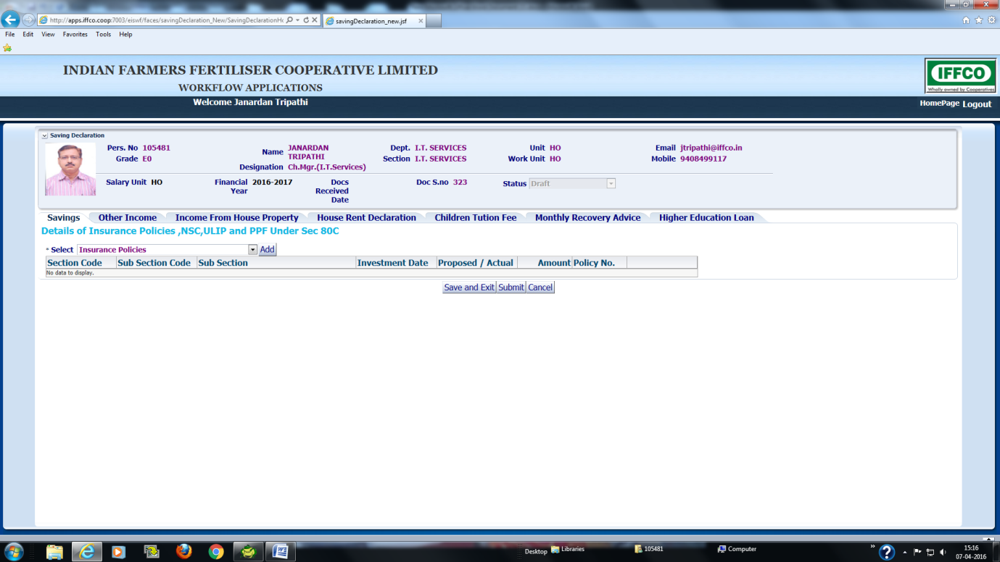 http://apps.iffco.coop:7003/eiswf/faces/savingDeclaration_New/SavingDeclarationHo
savingDeclaration_new.jsf
File Edit View Favorites Tools Help
INDIAN FARMERS FERTILISER COOPERATIVE LIMITED
WORKFLOW APPLICATIONS
IFFCO
Wholly owned by Cooperatives
Welcome Janardan Tripathi
HomePage Logout
Saving Declaration
Pers. No 105481 Name JANARDAN TRIPATHI Dept. I.T. SERVICES Unit HO Email jtripathi@iffco.in
Grade E0 Designation Ch.Mgr.(I.T.Services) Section I.T. SERVICES Work Unit HO Mobile 9408499117
Salary Unit HO Financial Year 2016-2017 Docs Received Date Doc S.no 323 Status Draft
Savings Other Income Income From House Property House Rent Declaration Children Tution Fee Monthly Recovery Advice Higher Education Loan
Details of Insurance Policies ,NSC,ULIP and PPF Under Sec 80C
* Select Insurance Policies Add
Section Code Sub Section Code Sub Section Investment Date Proposed / Actual Amount Policy No.
No data to display.
Save and Exit Submit Cancel
Desktop Libraries 105481 Computer
15:16
07-04-2016